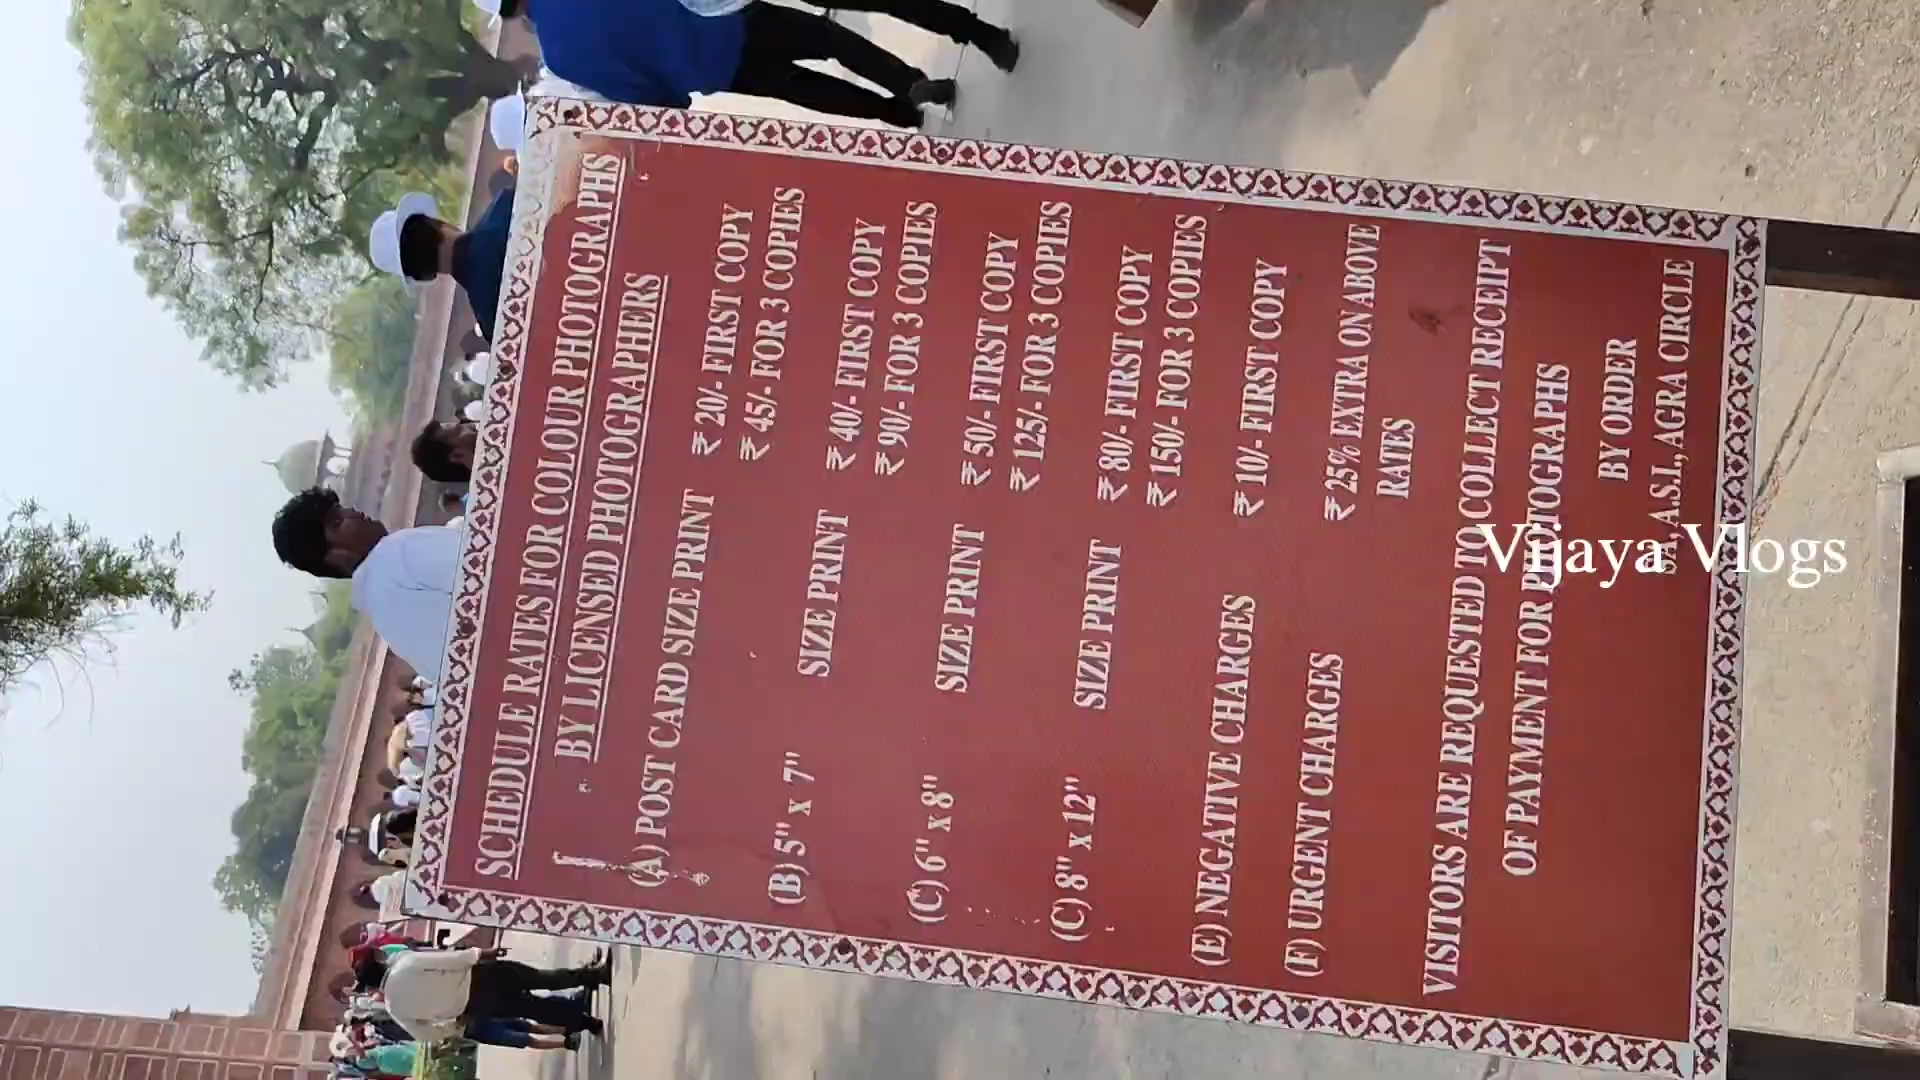 SCHEDULE RATES FOR COLOUR PHOTOGRAPHS
BY LICENSED PHOTOGRAPHERS
(A) POST CARD SIZE PRINT ₹ 20/- FIRST COPY
₹ 45/- FOR 3 COPIES
(B) 5" x 7" SIZE PRINT ₹ 40/- FIRST COPY
₹ 90/- FOR 3 COPIES
(C) 6" x 8" SIZE PRINT ₹ 50/- FIRST COPY
₹ 125/- FOR 3 COPIES
(C) 8" x 12" SIZE PRINT ₹ 80/- FIRST COPY
₹ 150/- FOR 3 COPIES
(E) NEGATIVE CHARGES ₹ 10/- FIRST COPY
(F) URGENT CHARGES ₹ 25% EXTRA ON ABOVE
RATES
VISITORS ARE REQUESTED TO COLLECT RECEIPT
OF PAYMENT FOR PHOTOGRAPHS
BY ORDER
SA, A.S.I., AGRA CIRCLE
Vijaya Vlogs